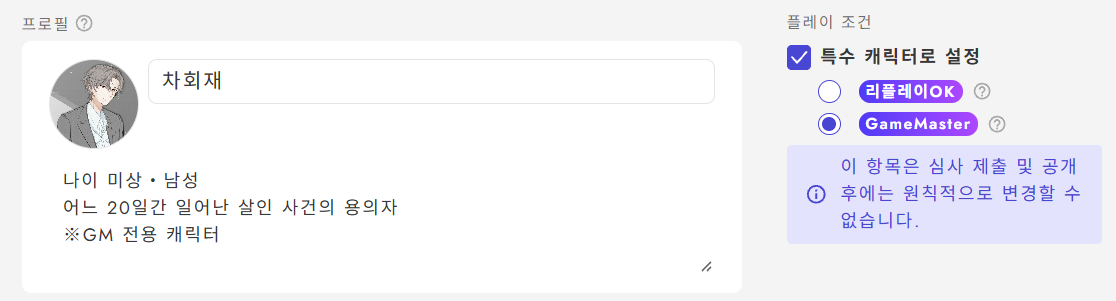 프로필
차회재
나이 미상・남성
어느 20일간 일어난 살인 사건의 용의자
※GM 전용 캐릭터
플레이 조건
특수 캐릭터로 설정
리플레이OK
GameMaster
이 항목은 심사 제출 및 공개
후에는 원칙적으로 변경할 수
없습니다.